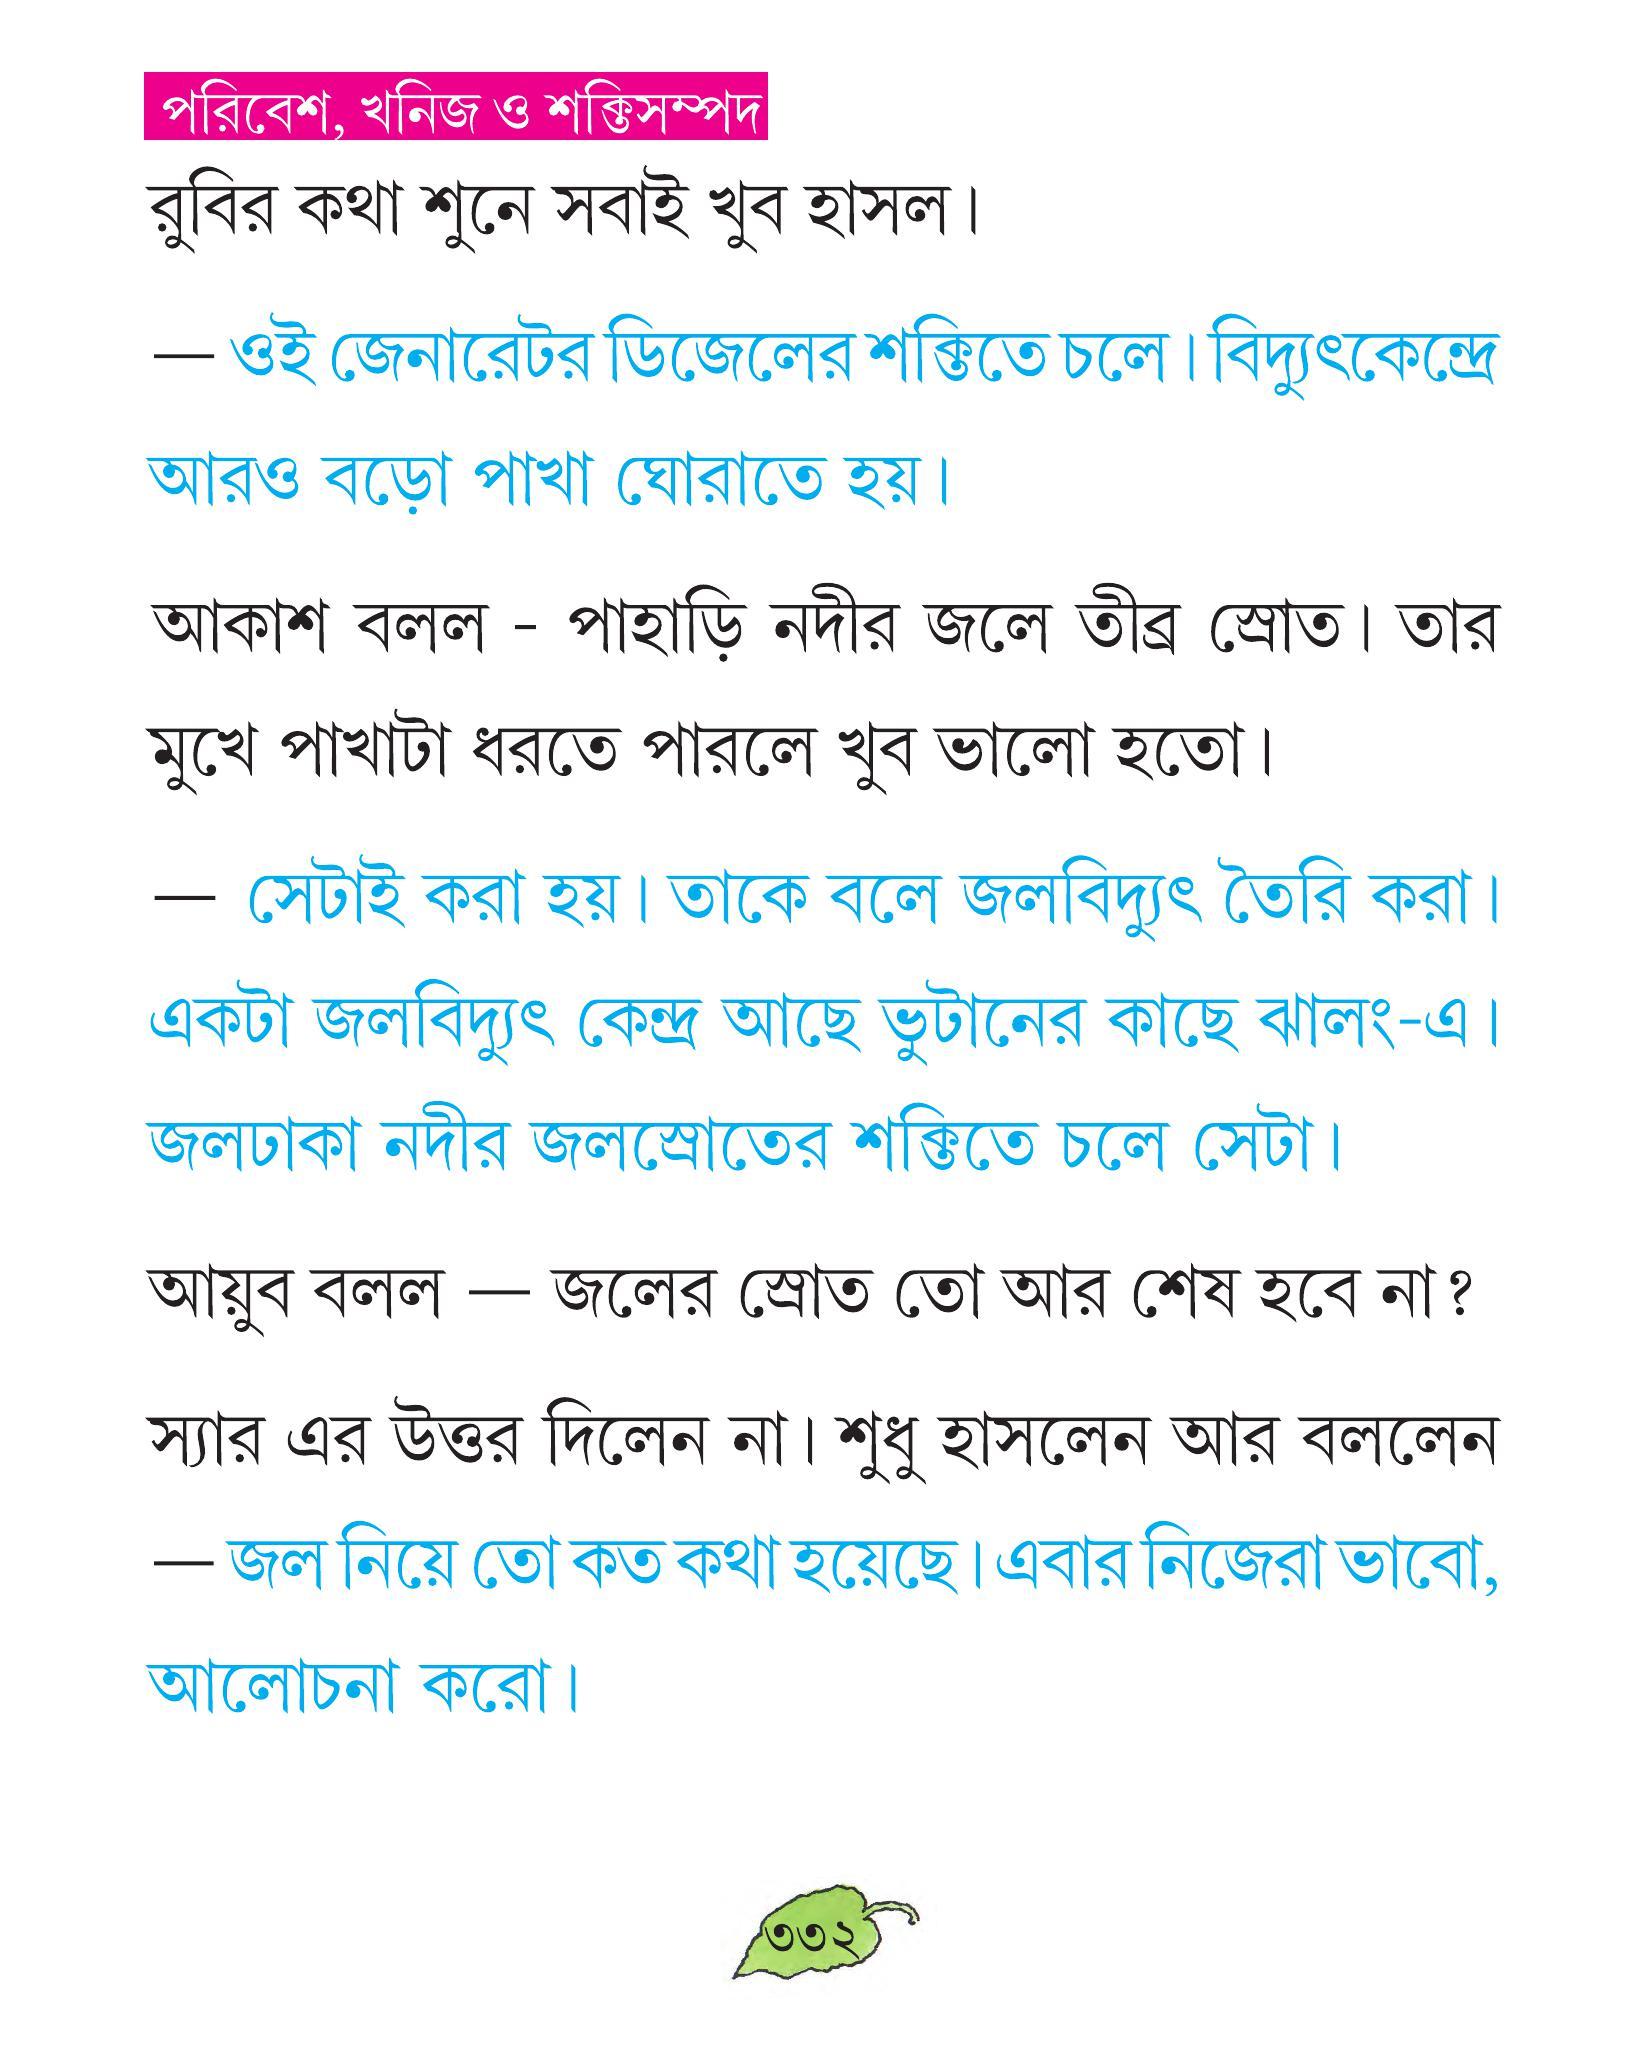 পরিবেশ, খনিজ ও শক্তিসম্পদ
রুবির কথা শুনে সবাই খুব হাসল।
— ওই জেনারেটর ডিজেলের শক্তিতে চলে। বিদ্যুৎকেন্দ্রে
আরও বড়ো পাখা ঘোরাতে হয়।
আকাশ বলল - পাহাড়ি নদীর জলে তীব্র স্রোত। তার
মুখে পাখাটা ধরতে পারলে খুব ভালো হতো।
— সেটাই করা হয়। তাকে বলে জলবিদ্যুৎ তৈরি করা।
একটা জলবিদ্যুৎ কেন্দ্র আছে ভুটানের কাছে ঝালং-এ।
জলঢাকা নদীর জলস্রোতের শক্তিতে চলে সেটা।
আয়ুব বলল — জলের স্রোত তো আর শেষ হবে না?
স্যার এর উত্তর দিলেন না। শুধু হাসলেন আর বললেন
— জল নিয়ে তো কত কথা হয়েছে। এবার নিজেরা ভাবো,
আলোচনা করো।
৩৩২